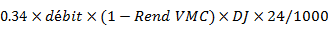 0.34 × débit × (1 − Rend VMC) × DJ × 24/1000